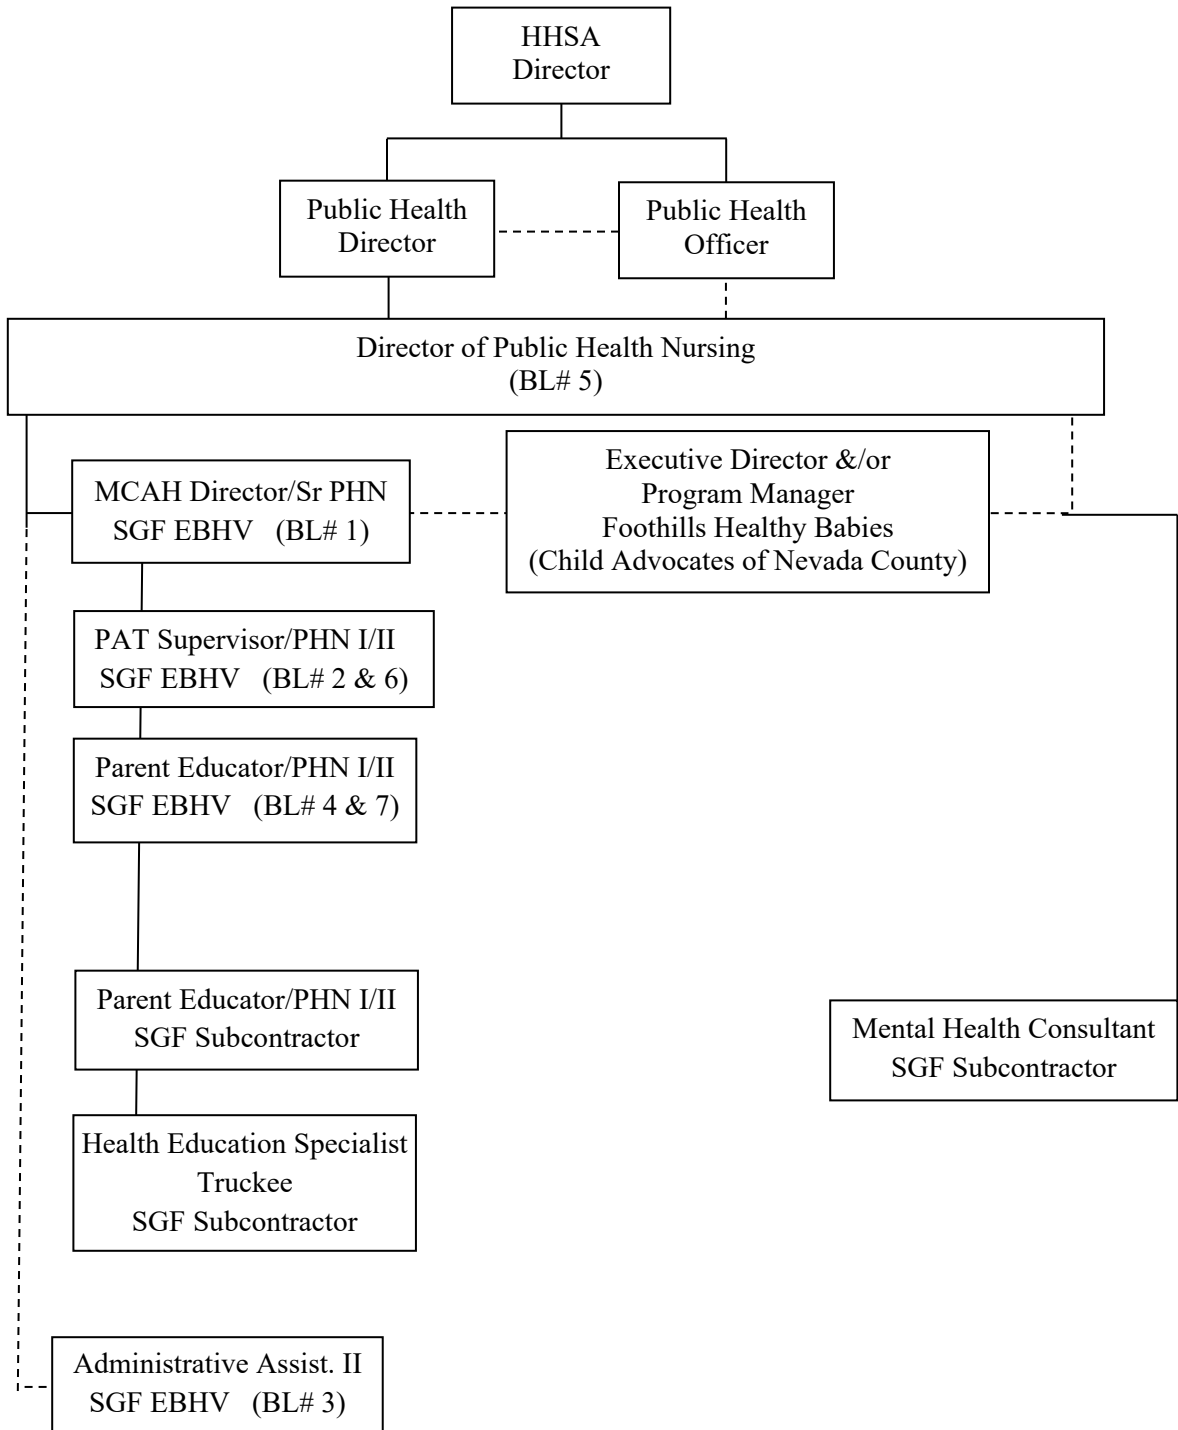 HHSA
Director
Public Health
Director
Public Health
Officer
Director of Public Health Nursing
(BL# 5)
MCAH Director/Sr PHN
SGF EBHV (BL# 1)
Executive Director &/or
Program Manager
Foothills Healthy Babies
(Child Advocates of Nevada County)
PAT Supervisor/PHN I/II
SGF EBHV (BL# 2 & 6)
Parent Educator/PHN I/II
SGF EBHV (BL# 4 & 7)
Parent Educator/PHN I/II
SGF Subcontractor
Mental Health Consultant
SGF Subcontractor
Health Education Specialist
Truckee
SGF Subcontractor
Administrative Assist. II
SGF EBHV (BL# 3)